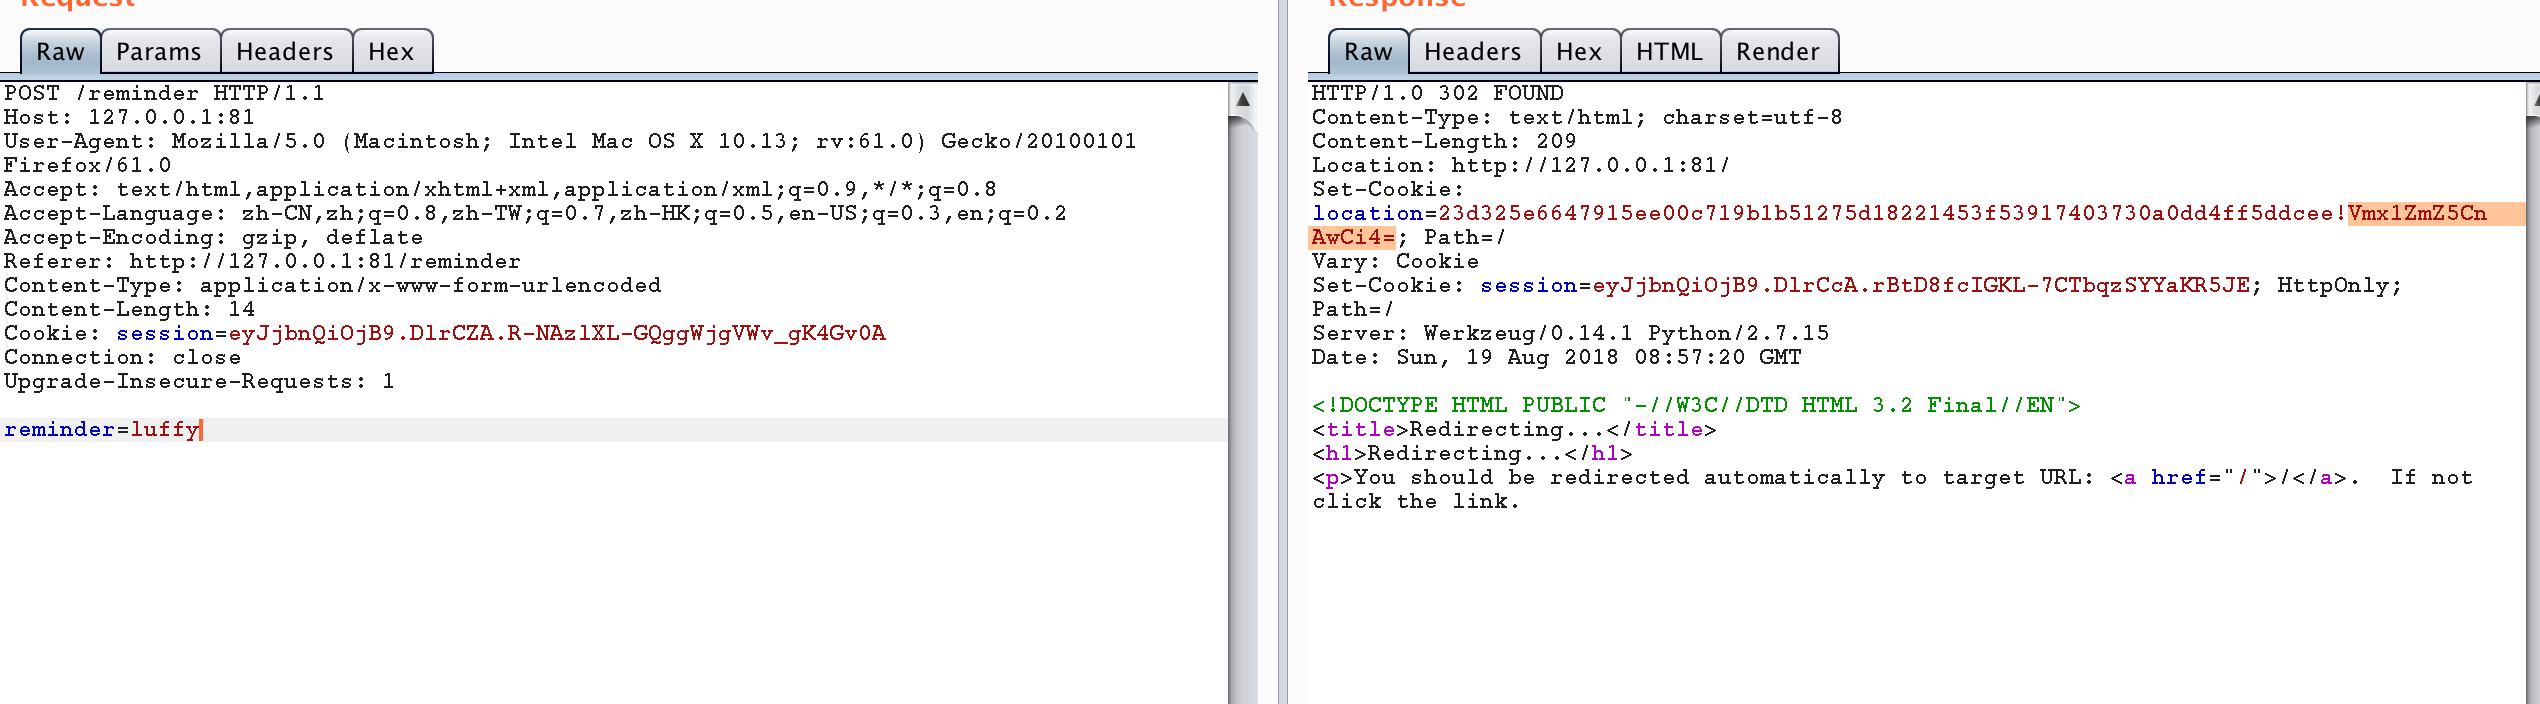 Request
Response
Raw Params Headers Hex
Raw Headers Hex HTML Render
POST /reminder HTTP/1.1
Host: 127.0.0.1:81
User-Agent: Mozilla/5.0 (Macintosh; Intel Mac OS X 10.13; rv:61.0) Gecko/20100101
Firefox/61.0
Accept: text/html,application/xhtml+xml,application/xml;q=0.9,*/*;q=0.8
Accept-Language: zh-CN,zh;q=0.8,zh-TW;q=0.7,zh-HK;q=0.5,en-US;q=0.3,en;q=0.2
Accept-Encoding: gzip, deflate
Referer: http://127.0.0.1:81/reminder
Content-Type: application/x-www-form-urlencoded
Content-Length: 14
Cookie: session=eyJjbnQiOjB9.DlrCZA.R-NAzlXL-GQggWjgVWv_gK4Gv0A
Connection: close
Upgrade-Insecure-Requests: 1
reminder=luffy
HTTP/1.0 302 FOUND
Content-Type: text/html; charset=utf-8
Content-Length: 209
Location: http://127.0.0.1:81/
Set-Cookie:
location=23d325e6647915ee00c719b1b51275d18221453f53917403730a0dd4ff5ddcee!Vmx1ZmZ5Cn
AwCi4=; Path=/
Vary: Cookie
Set-Cookie: session=eyJjbnQiOjB9.DlrCcA.rBtD8fcIGKL-7CTbqzSYYaKR5JE; HttpOnly;
Path=/
Server: Werkzeug/0.14.1 Python/2.7.15
Date: Sun, 19 Aug 2018 08:57:20 GMT
<!DOCTYPE HTML PUBLIC "-//W3C//DTD HTML 3.2 Final//EN">
<title>Redirecting...</title>
<h1>Redirecting...</h1>
<p>You should be redirected automatically to target URL: <a href="/">/</a>.  If not
click the link.